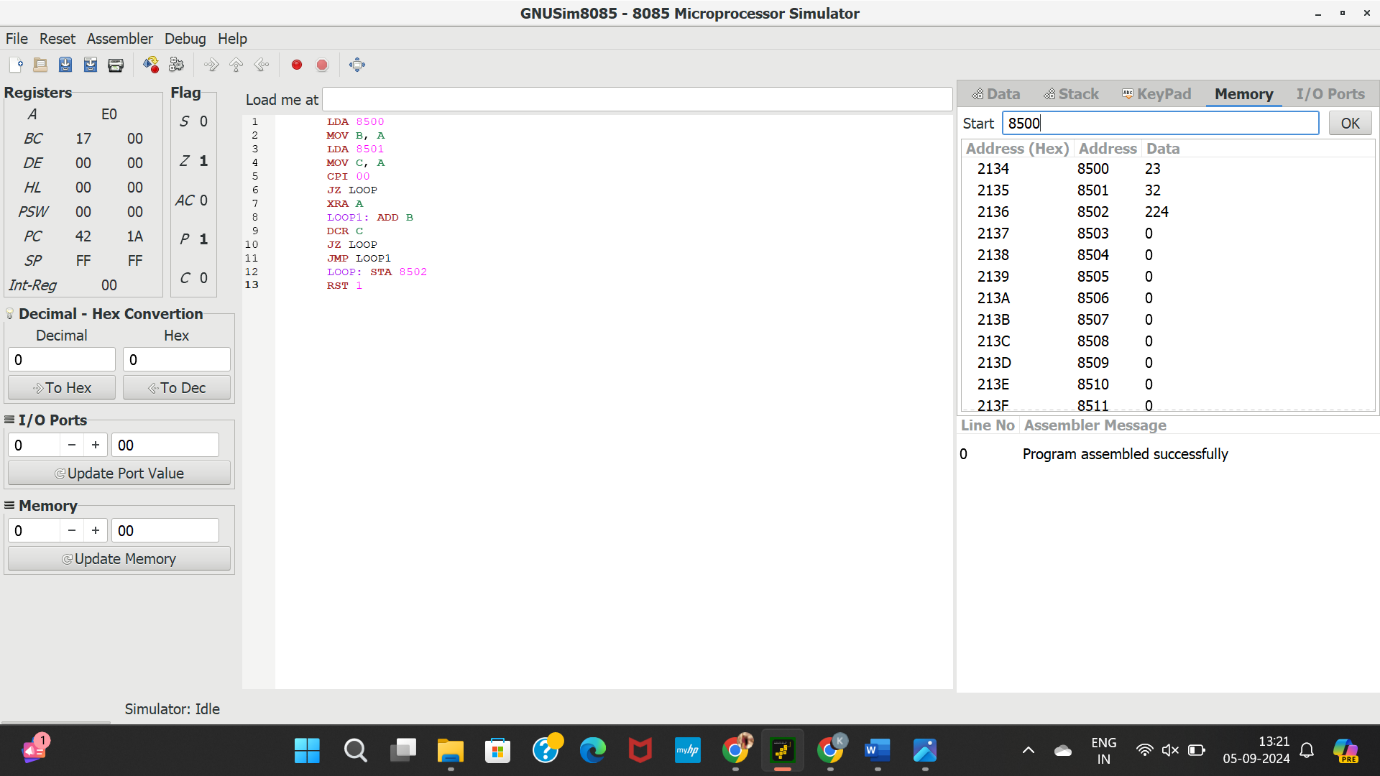 GNUSim8085 - 8085 Microprocessor Simulator
File Reset Assembler Debug Help
Registers
A E0
BC 17 00
DE 00 00
HL 00 00
PSW 00 00
PC 42 1A
SP FF FF
Int-Reg 00
Flag
S 0
Z 1
AC 0
P 1
C 0
Decimal - Hex Convertion
Decimal Hex
0 0
To Hex To Dec
I/O Ports
0 - + 00
Update Port Value
Memory
0 - + 00
Update Memory
Load me at
1 LDA 8500
2 MOV B, A
3 LDA 8501
4 MOV C, A
5 CPI 00
6 JZ LOOP
7 XRA A
8 LOOP1: ADD B
9 DCR C
10 JZ LOOP
11 JMP LOOP1
12 LOOP: STA 8502
13 RST 1
Data Stack KeyPad Memory I/O Ports
Start 8500 OK
Address (Hex) Address Data
2134 8500 23
2135 8501 32
2136 8502 224
2137 8503 0
2138 8504 0
2139 8505 0
213A 8506 0
213B 8507 0
213C 8508 0
213D 8509 0
213E 8510 0
213F 8511 0
Line No Assembler Message
0 Program assembled successfully
Simulator: Idle
1
myhp
K
W
ENG
IN
13:21
05-09-2024
PRE